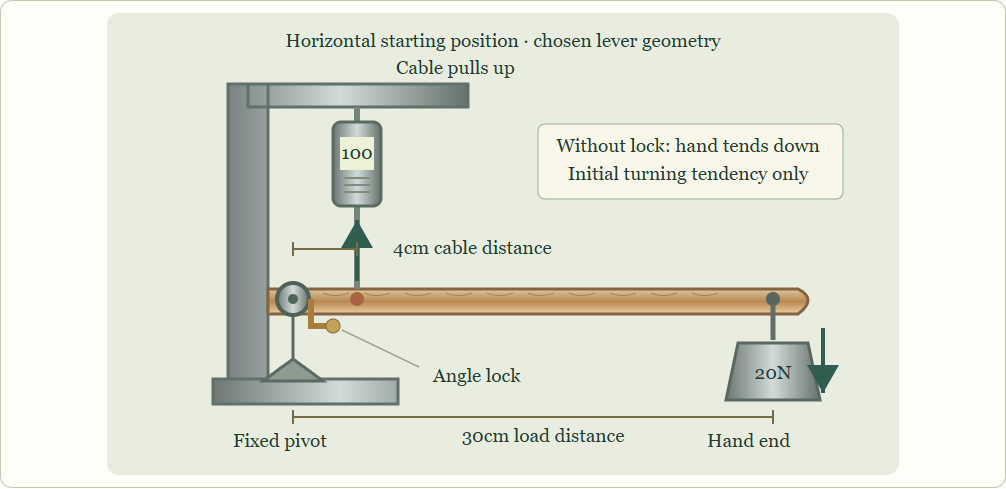 Horizontal starting position · chosen lever geometry
Cable pulls up
100
Without lock: hand tends down
Initial turning tendency only
4cm cable distance
20N
Angle lock
30cm load distance
Fixed pivot
Hand end